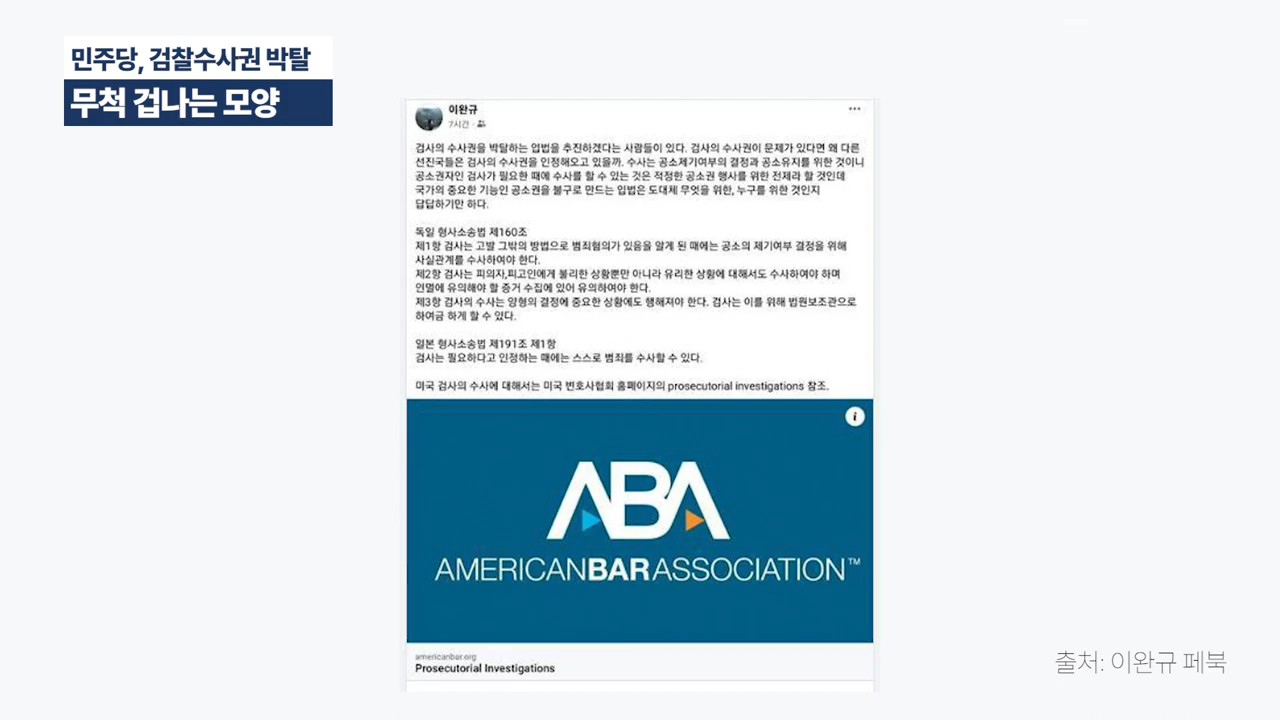 민주당, 검찰수사권 박탈
무척 겁나는 모양
이완규
7시간
검사의 수사권을 박탈하는 입법을 추진하겠다는 사람들이 있다. 검사의 수사권이 문제가 있다면 왜 다른
선진국들은 검사의 수사권을 인정해오고 있을까. 수사는 공소제기여부의 결정과 공소유지를 위한 것이니
공소권자인 검사가 필요한 때에 수사를 할 수 있는 것은 적정한 공소권 행사를 위한 전제라 할 것인데
국가의 중요한 기능인 공소권을 불구로 만드는 입법은 도대체 무엇을 위한, 누구를 위한 것인지
답답하기만 하다.
독일 형사소송법 제160조
제1항 검사는 고발 그밖의 방법으로 범죄혐의가 있음을 알게 된 때에는 공소의 제기여부 결정을 위해
사실관계를 수사하여야 한다.
제2항 검사는 피의자,피고인에게 불리한 상황뿐만 아니라 유리한 상황에 대해서도 수사하여야 하며
인멸에 유의해야 할 증거 수집에 있어 유의하여야 한다.
제3항 검사의 수사는 양형의 결정에 중요한 상황에도 행해져야 한다. 검사는 이를 위해 법원보조관으로
하여금 하게 할 수 있다.
일본 형사소송법 제191조 제1항
검사는 필요하다고 인정하는 때에는 스스로 범죄를 수사할 수 있다.
미국 검사의 수사에 대해서는 미국 변호사협회 홈페이지의 prosecutorial investigations 참조.
ABA
AMERICANBARASSOCIATION™
americanbar.org
Prosecutorial Investigations
출처: 이완규 페북